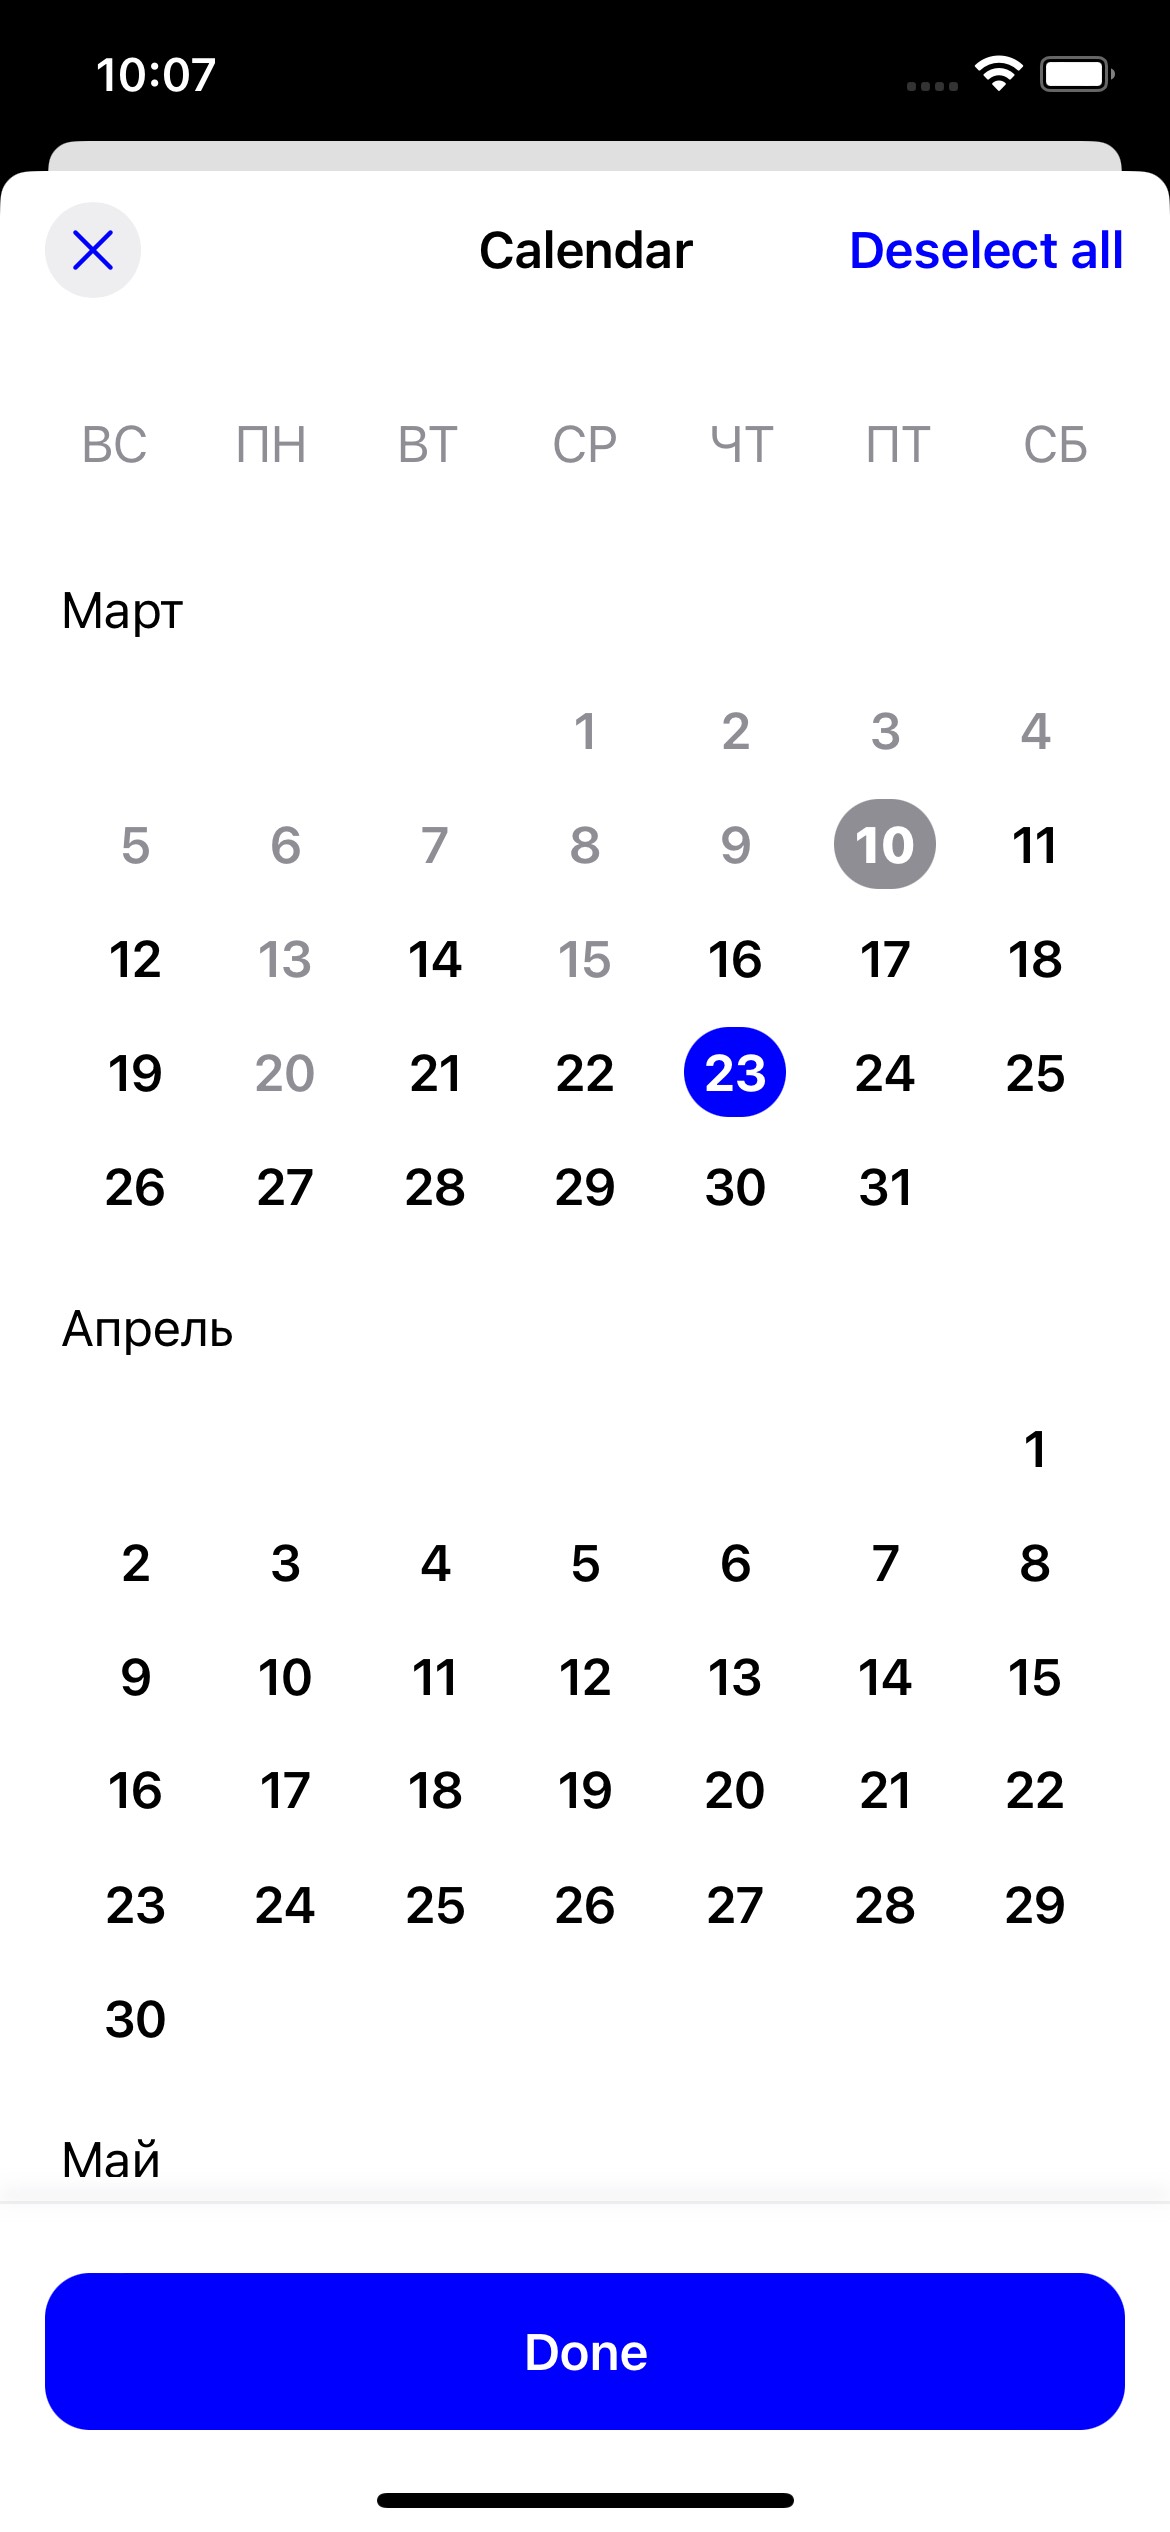 10:07
Calendar Deselect all
ВС ПН ВТ СР ЧТ ПТ СБ
Март
1 2 3 4
5 6 7 8 9 10 11
12 13 14 15 16 17 18
19 20 21 22 23 24 25
26 27 28 29 30 31
Апрель
1
2 3 4 5 6 7 8
9 10 11 12 13 14 15
16 17 18 19 20 21 22
23 24 25 26 27 28 29
30
Май
Done